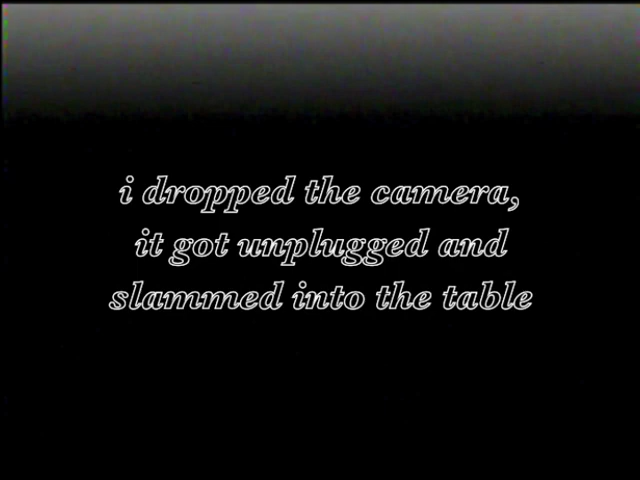 i dropped the camera,
it got unplugged and
slammed into the table